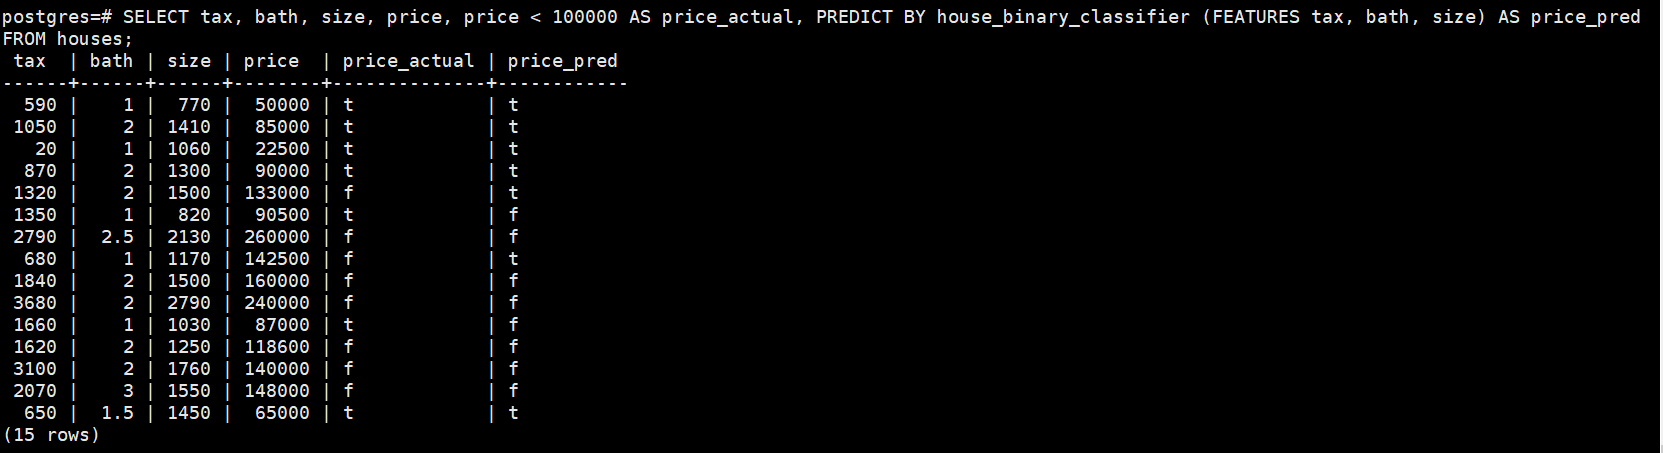 postgres=# SELECT tax, bath, size, price, price < 100000 AS price_actual, PREDICT BY house_binary_classifier (FEATURES tax, bath, size) AS price_pred
FROM houses;
 tax  | bath | size | price  | price_actual | price_pred
------+------+------+--------+--------------+------------
  590 |    1 |  770 |  50000 | t            | t
 1050 |    2 | 1410 |  85000 | t            | t
   20 |    1 | 1060 |  22500 | t            | t
  870 |    2 | 1300 |  90000 | t            | t
 1320 |    2 | 1500 | 133000 | f            | t
 1350 |    1 |  820 |  90500 | t            | f
 2790 |  2.5 | 2130 | 260000 | f            | f
  680 |    1 | 1170 | 142500 | f            | t
 1840 |    2 | 1500 | 160000 | f            | f
 3680 |    2 | 2790 | 240000 | f            | f
 1660 |    1 | 1030 |  87000 | t            | f
 1620 |    2 | 1250 | 118600 | f            | f
 3100 |    2 | 1760 | 140000 | f            | f
 2070 |    3 | 1550 | 148000 | f            | f
  650 |  1.5 | 1450 |  65000 | t            | t
(15 rows)